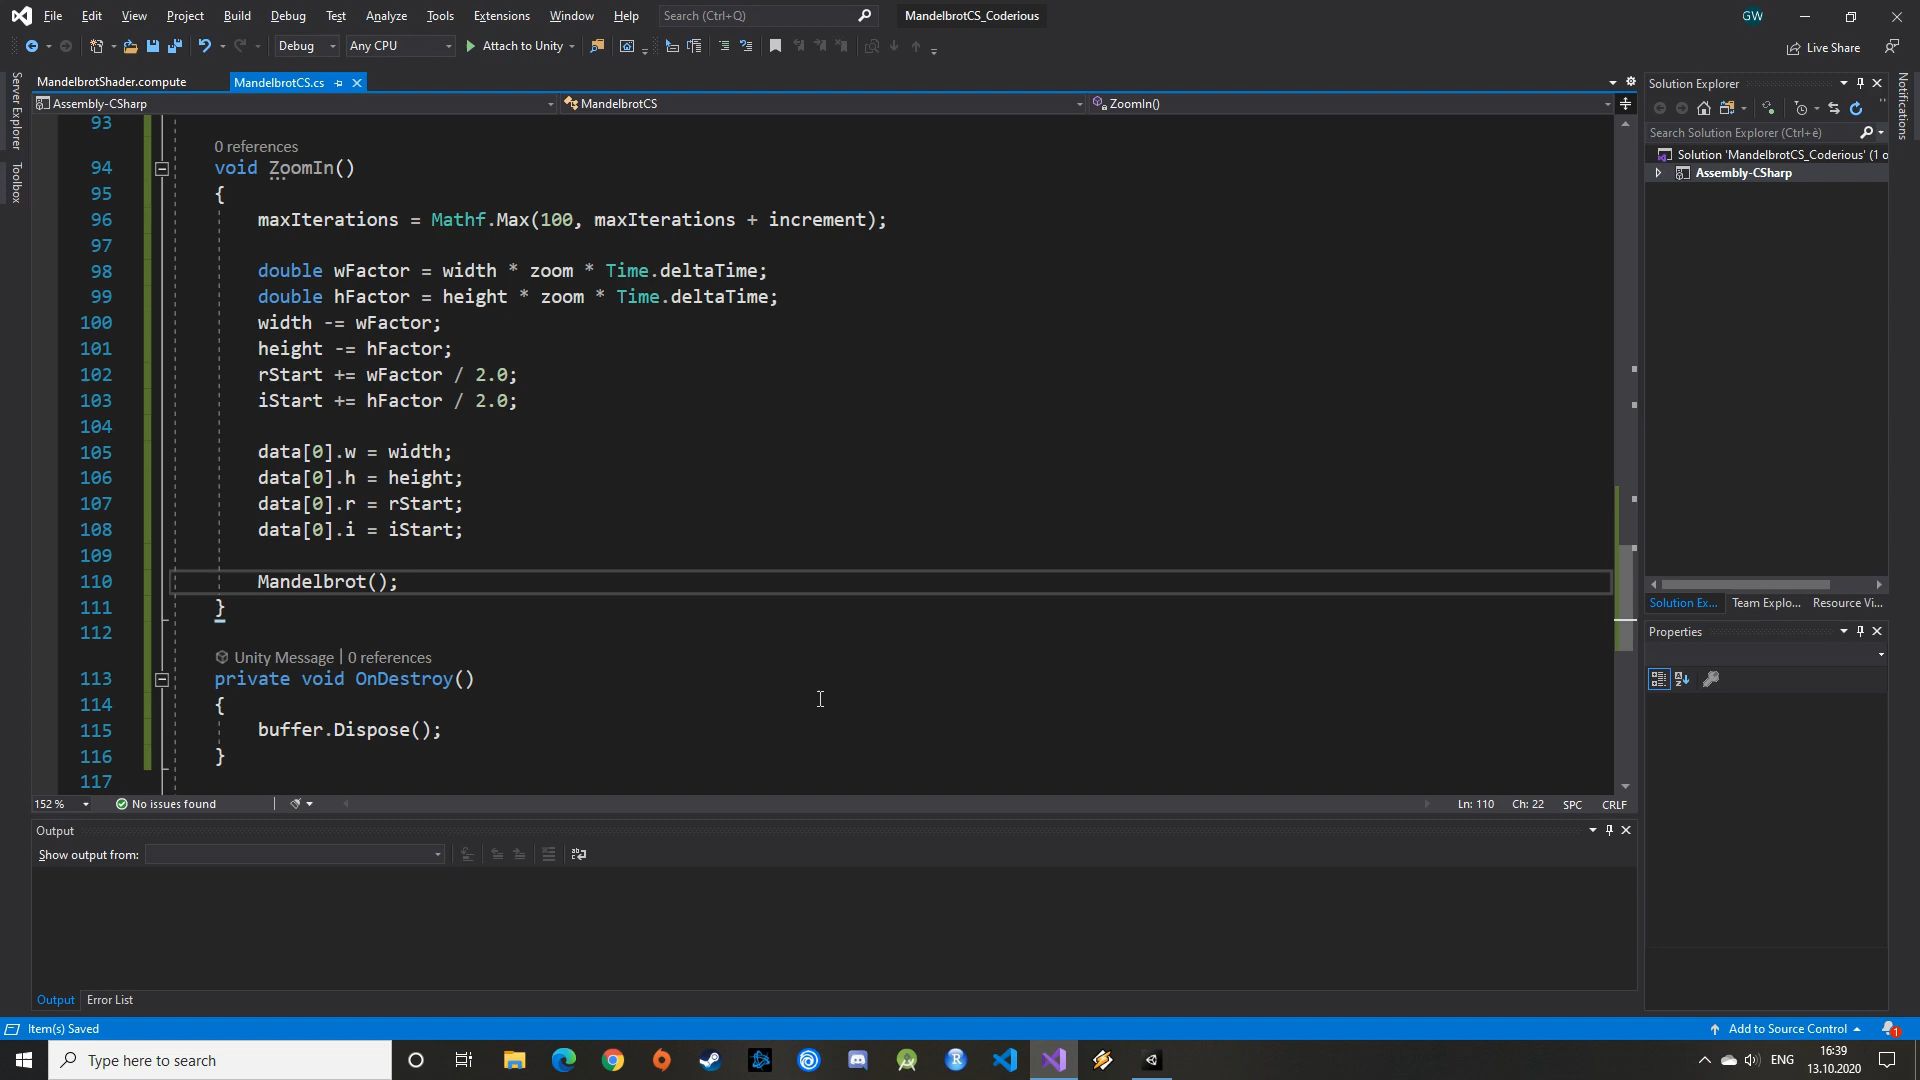 File Edit View Project Build Debug Test Analyze Tools Extensions Window Help Search (Ctrl+Q) MandelbrotCS_Coderious GW
Debug Any CPU Attach to Unity Live Share
Server Explorer
Toolbox
MandelbrotShader.compute MandelbrotCS.cs
Assembly-CSharp MandelbrotCS ZoomIn()
93
0 references
94 void ZoomIn()
95 {
96 maxIterations = Mathf.Max(100, maxIterations + increment);
97
98 double wFactor = width * zoom * Time.deltaTime;
99 double hFactor = height * zoom * Time.deltaTime;
100 width -= wFactor;
101 height -= hFactor;
102 rStart += wFactor / 2.0;
103 iStart += hFactor / 2.0;
104
105 data[0].w = width;
106 data[0].h = height;
107 data[0].r = rStart;
108 data[0].i = iStart;
109
110 Mandelbrot();
111 }
112
Unity Message | 0 references
113 private void OnDestroy()
114 {
115 buffer.Dispose();
116 }
117
152 % No issues found Ln: 110 Ch: 22 SPC CRLF
Output
Show output from:
Output Error List
Solution Explorer
Search Solution Explorer (Ctrl+è)
Solution 'MandelbrotCS_Coderious' (1 o
Assembly-CSharp
Solution Ex... Team Explo... Resource Vi...
Properties
Notifications
Item(s) Saved Add to Source Control 1
Type here to search ENG 16:39
13.10.2020